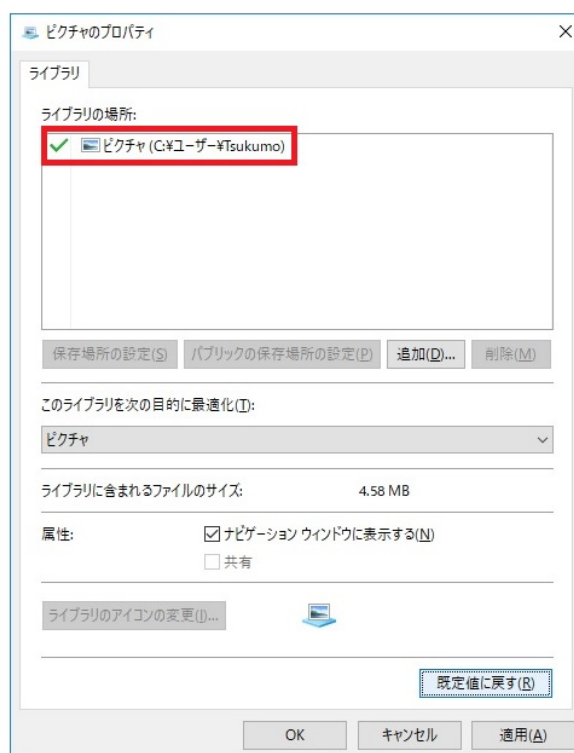 ピクチャのプロパティ
ライブラリ
ライブラリの場所:
ピクチャ (C:¥ユーザー¥Tsukumo)
保存場所の設定(S) パブリックの保存場所の設定(P) 追加(D)... 削除(M)
このライブラリを次の目的に最適化(T):
ピクチャ
ライブラリに含まれるファイルのサイズ: 4.58 MB
属性: ナビゲーション ウィンドウに表示する(N)
共有
ライブラリのアイコンの変更(I)...
既定値に戻す(R)
OK キャンセル 適用(A)